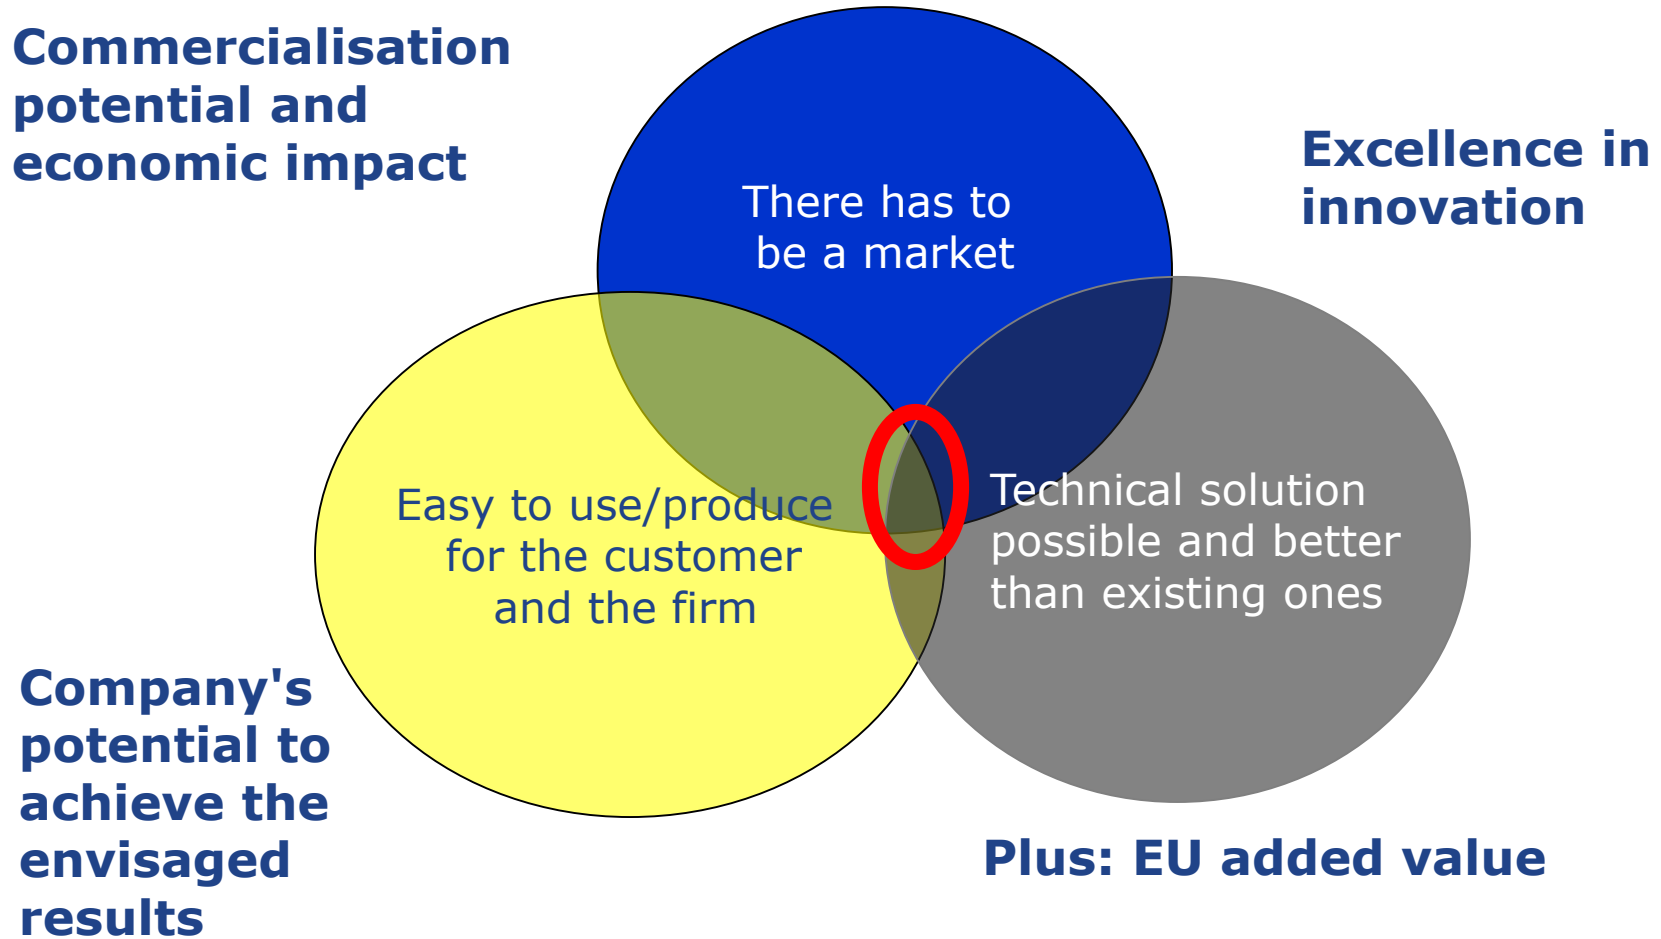 Commercialisation
potential and
economic impact
Excellence in
innovation
There has to
be a market
Easy to use/produce
for the customer
and the firm
Technical solution
possible and better
than existing ones
Company's
potential to
achieve the
envisaged
results
Plus: EU added value